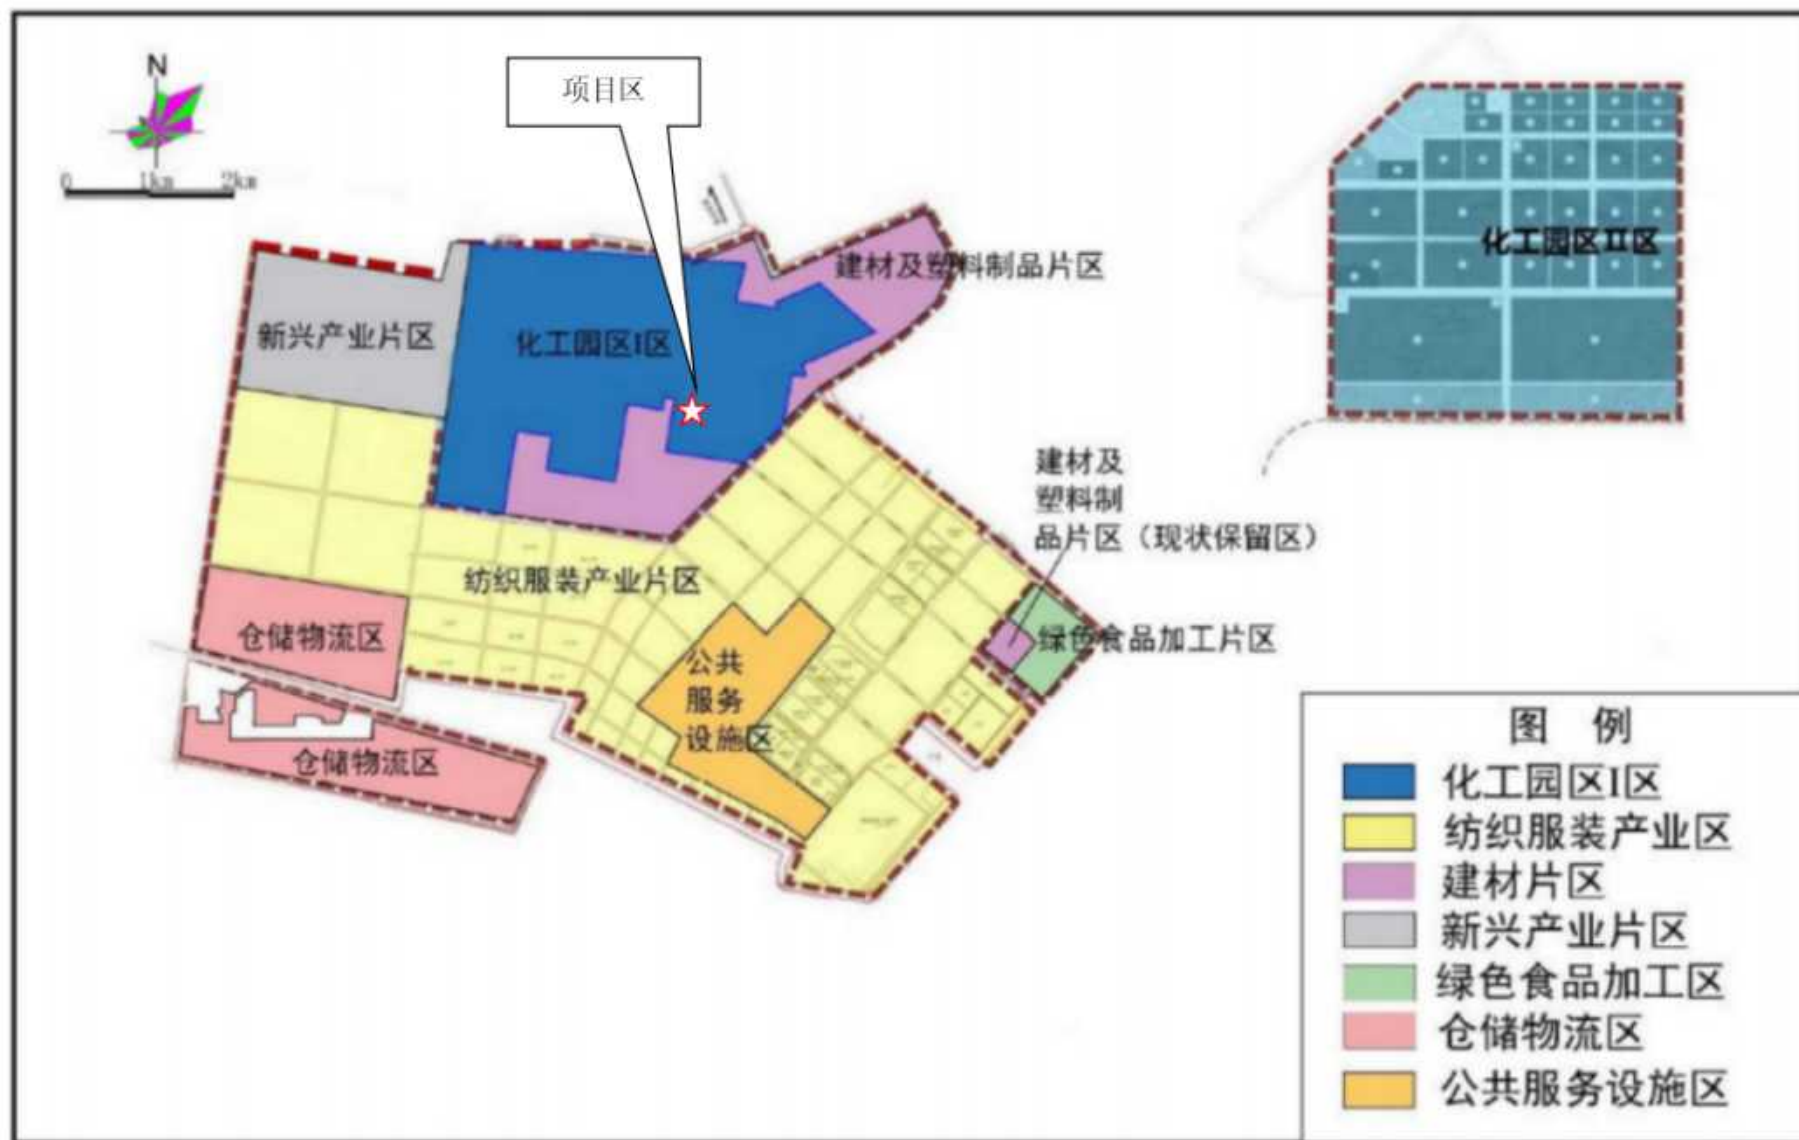 N
项目区
0 1km 2km
建材及塑料制品片区
化工园区II区
新兴产业片区
化工园区I区
建材及
塑料制
品片区（现状保留区）
纺织服装产业片区
仓储物流区
公共
服务
设施区
绿色食品加工片区
仓储物流区
图 例
化工园区I区
纺织服装产业区
建材片区
新兴产业片区
绿色食品加工区
仓储物流区
公共服务设施区